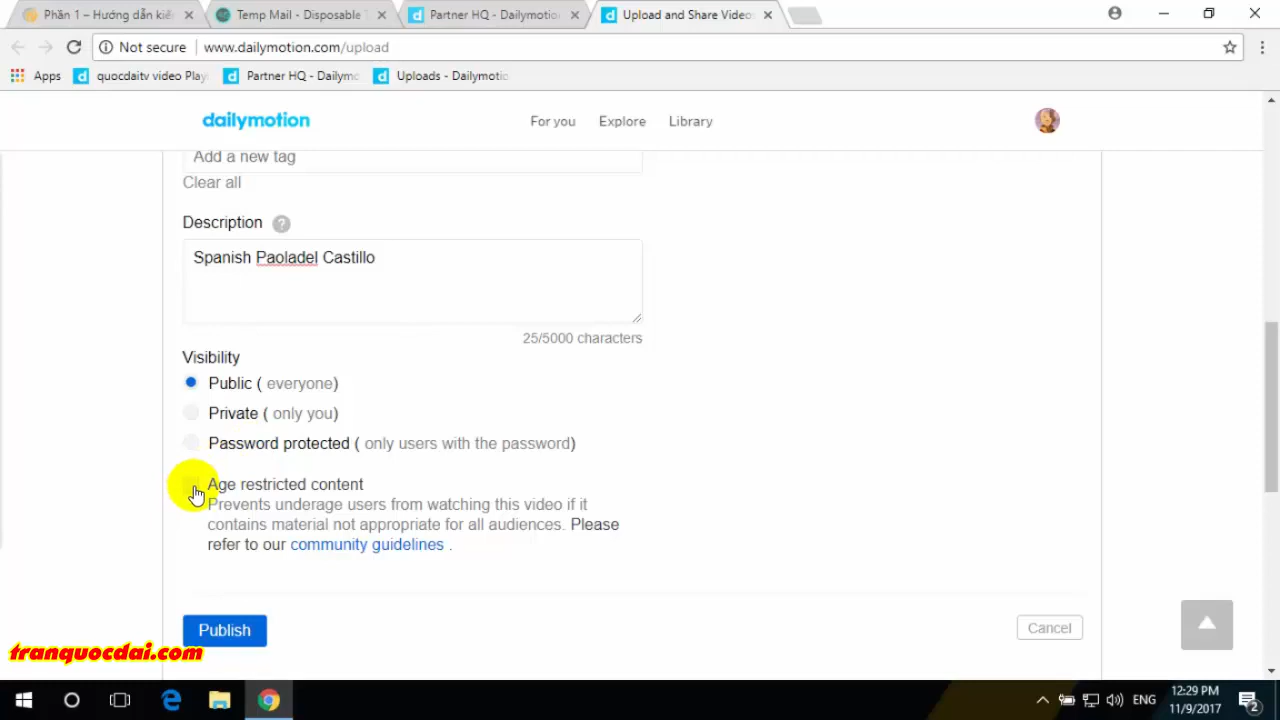 Phần 1 – Hướng dẫn kiế
Temp Mail - Disposable
Partner HQ - Dailymotio
Upload and Share Video
Not secure
www.dailymotion.com/upload
Apps
quocdaitv video Play
Partner HQ - Dailymo
Uploads - Dailymotio
dailymotion
For you
Explore
Library
Add a new tag
Clear all
Description ?
Spanish Paoladel Castillo
25/5000 characters
Visibility
Public ( everyone)
Private ( only you)
Password protected ( only users with the password)
Age restricted content
Prevents underage users from watching this video if it
contains material not appropriate for all audiences. Please
refer to our community guidelines .
Publish
Cancel
tranquocdai.com
ENG
12:29 PM
11/9/2017
2